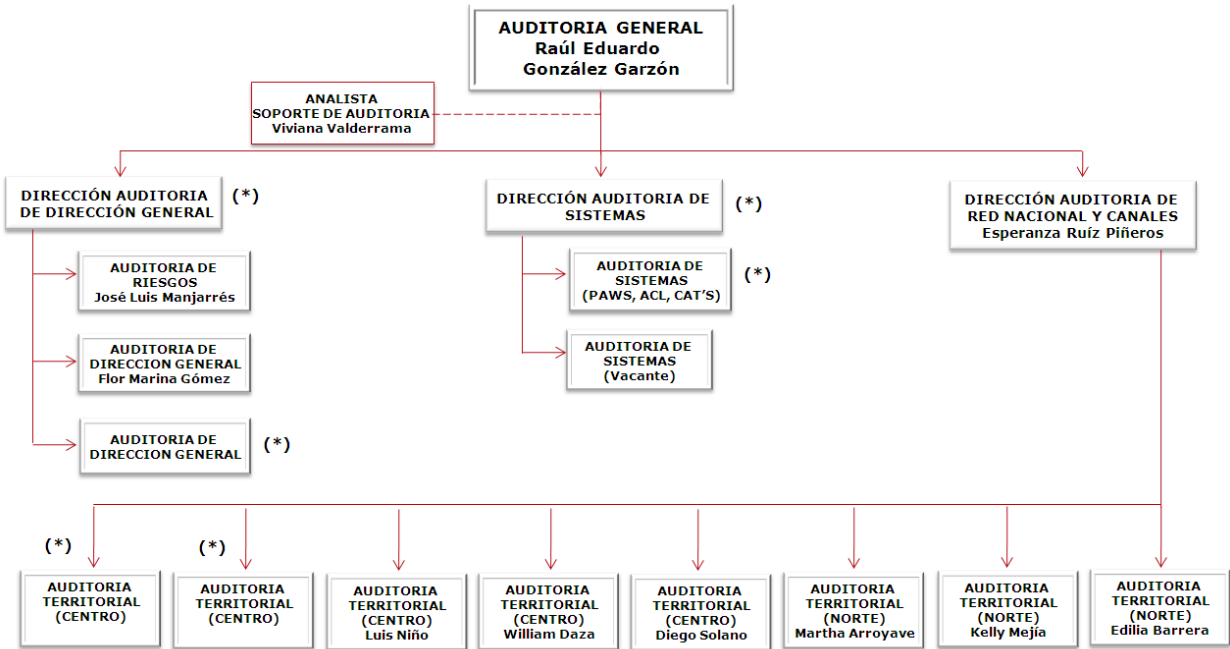 AUDITORIA GENERAL
Raúl Eduardo
González Garzón
ANALISTA
SOPORTE DE AUDITORIA
Viviana Valderrama
DIRECCIÓN AUDITORIA
DE DIRECCIÓN GENERAL
(*)
DIRECCIÓN AUDITORIA DE
SISTEMAS
(*)
DIRECCIÓN AUDITORIA DE
RED NACIONAL Y CANALES
Esperanza Ruíz Piñeros
AUDITORIA DE
RIESGOS
José Luis Manjarrés
AUDITORIA DE
SISTEMAS
(PAWS, ACL, CAT’S)
(*)
AUDITORIA DE
DIRECCION GENERAL
Flor Marina Gómez
AUDITORIA DE
SISTEMAS
(Vacante)
AUDITORIA DE
DIRECCION GENERAL
(*)
(*)
AUDITORIA
TERRITORIAL
(CENTRO)
(*)
AUDITORIA
TERRITORIAL
(CENTRO)
AUDITORIA
TERRITORIAL
(CENTRO)
Luis Niño
AUDITORIA
TERRITORIAL
(CENTRO)
William Daza
AUDITORIA
TERRITORIAL
(CENTRO)
Diego Solano
AUDITORIA
TERRITORIAL
(NORTE)
Martha Arroyave
AUDITORIA
TERRITORIAL
(NORTE)
Kelly Mejía
AUDITORIA
TERRITORIAL
(NORTE)
Edilia Barrera